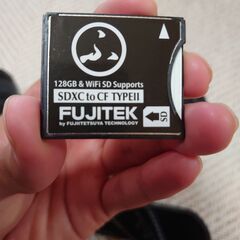 128GB & WiFi SD Supports
SDXC to CF TYPEII
FUJITEK
by FUJITETSUYA TECHNOLOGY
SD